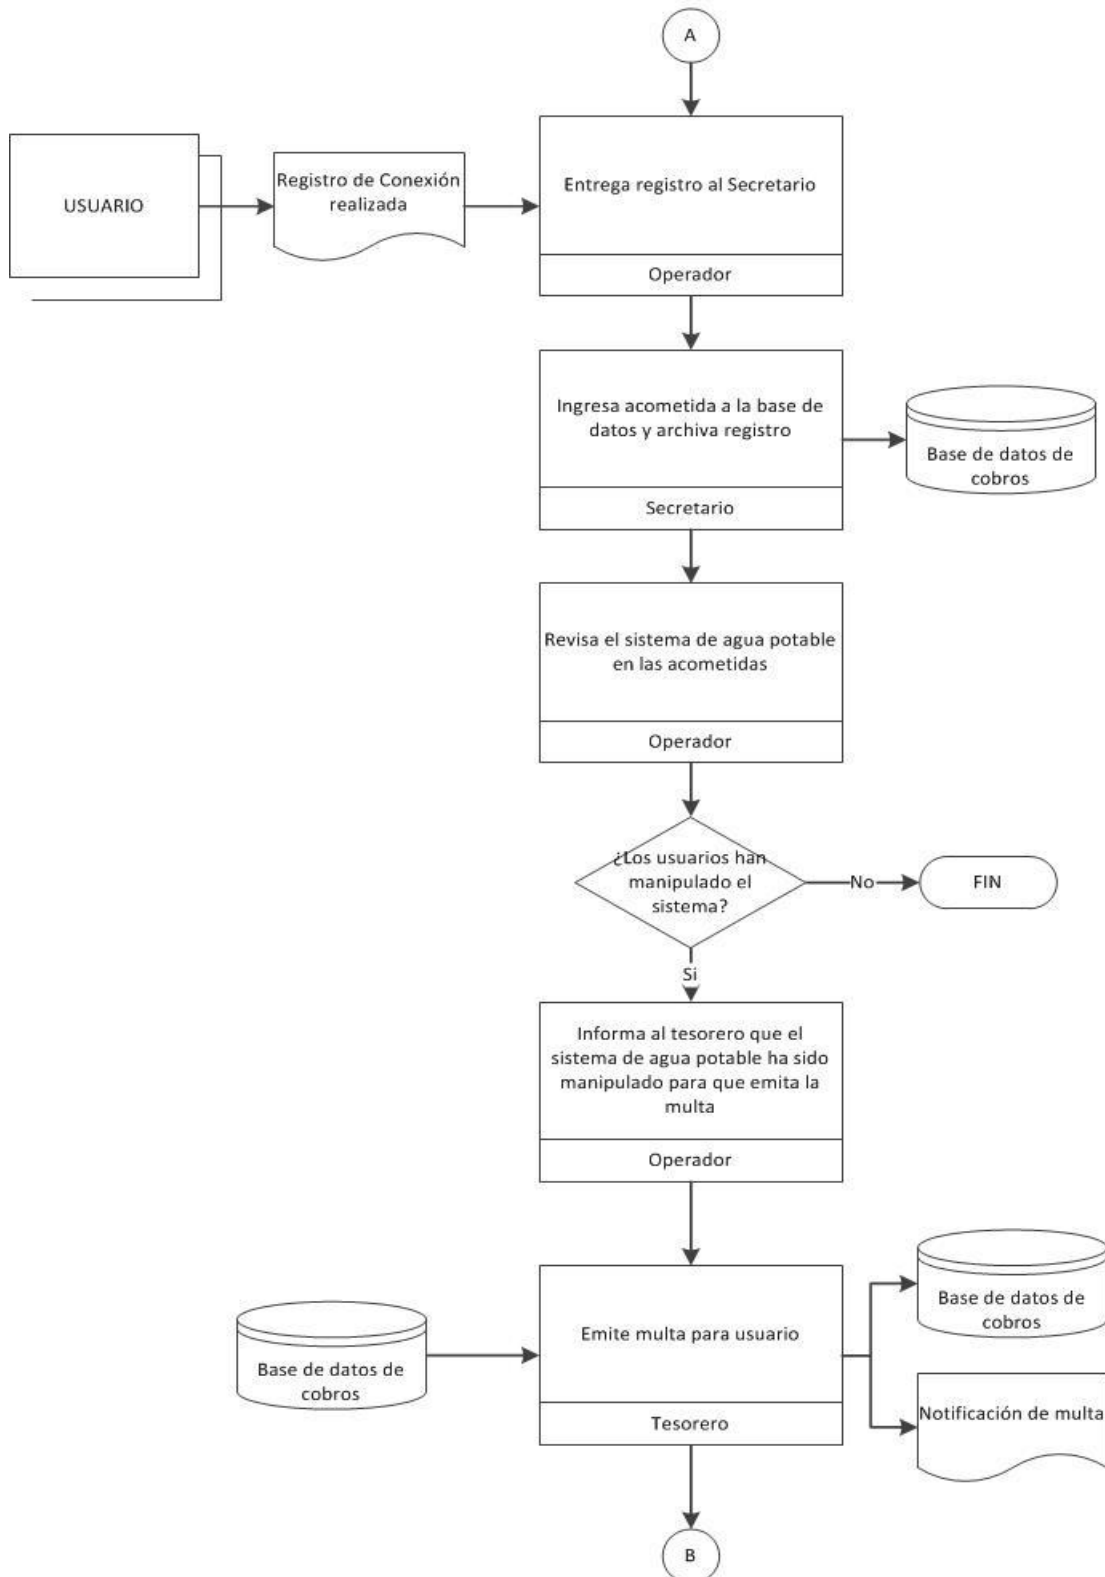 A
USUARIO
Registro de Conexión
realizada
Entrega registro al Secretario
Operador
Ingresa acometida a la base de
datos y archiva registro
Secretario
Base de datos de
cobros
Revisa el sistema de agua potable
en las acometidas
Operador
¿Los usuarios han
manipulado el
sistema?
No
FIN
Si
Informa al tesorero que el
sistema de agua potable ha sido
manipulado para que emita la
multa
Operador
Base de datos de
cobros
Emite multa para usuario
Tesorero
Base de datos de
cobros
Notificación de multa
B